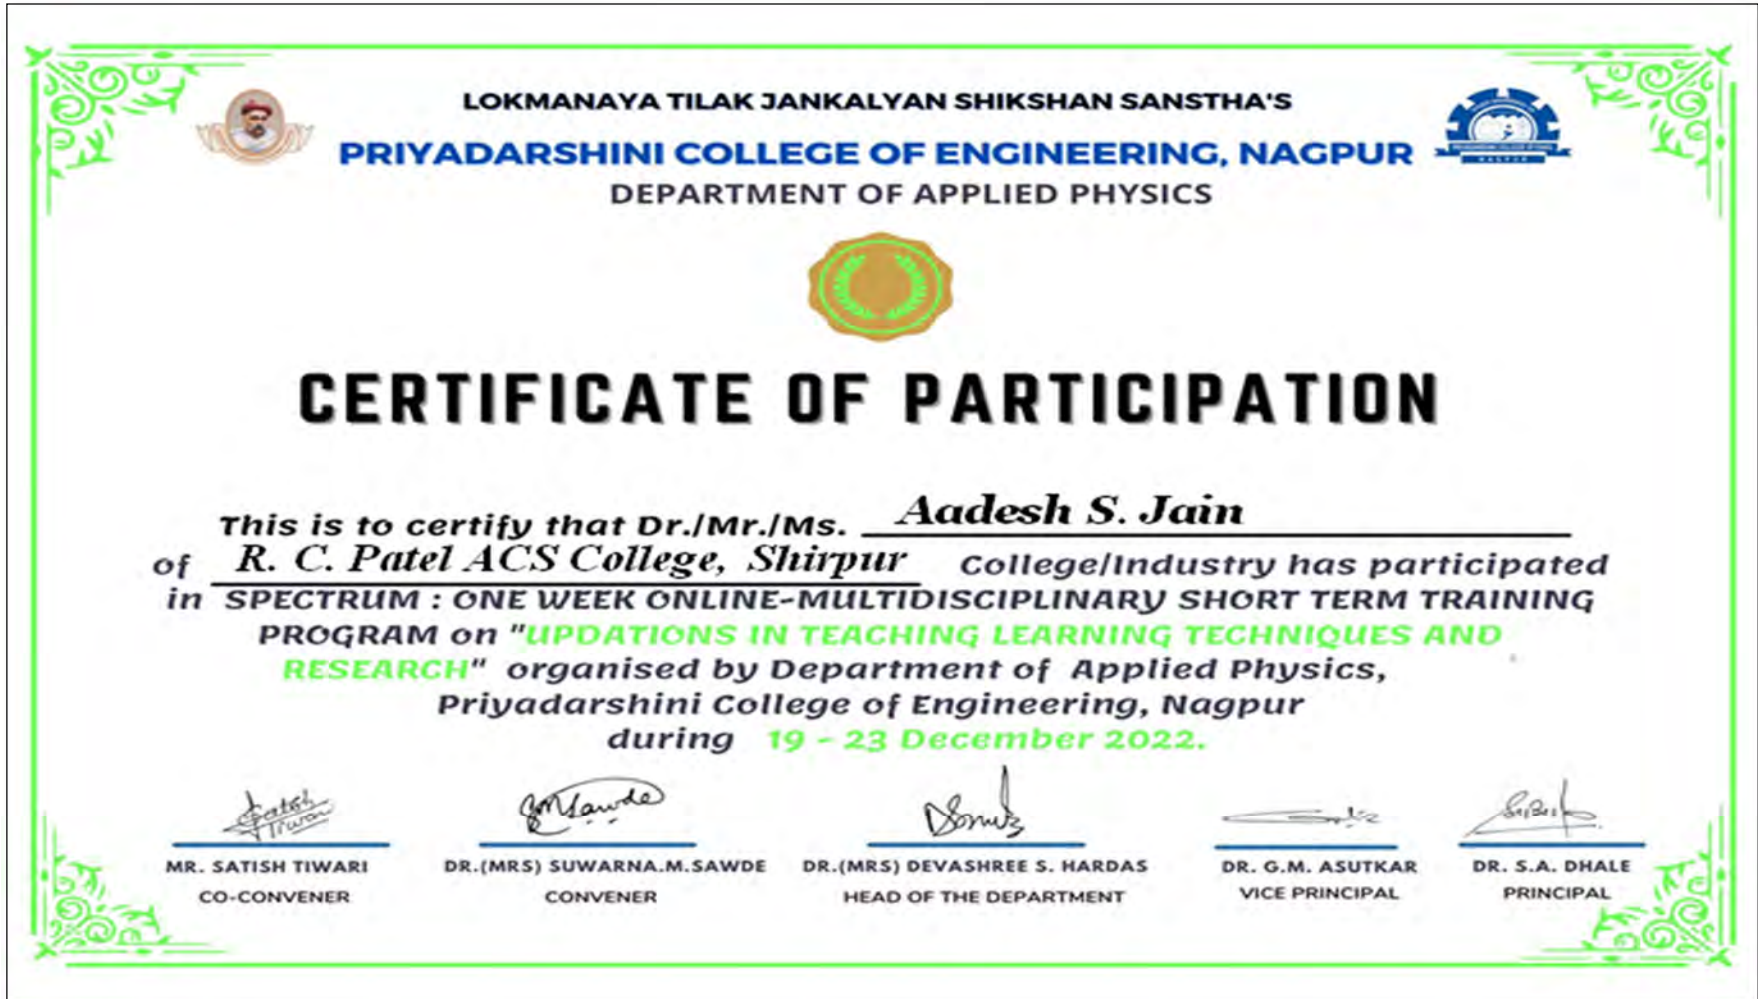 LOKMANAYA TILAK JANKALYAN SHIKSHAN SANSTHA'S
PRIYADARSHINI COLLEGE OF ENGINEERING, NAGPUR
DEPARTMENT OF APPLIED PHYSICS
CERTIFICATE OF PARTICIPATION
This is to certify that Dr./Mr./Ms. Aadesh S. Jain
of R. C. Patel ACS College, Shirpur College/Industry has participated
in SPECTRUM : ONE WEEK ONLINE-MULTIDISCIPLINARY SHORT TERM TRAINING
PROGRAM on "UPDATIONS IN TEACHING LEARNING TECHNIQUES AND
RESEARCH" organised by Department of Applied Physics,
Priyadarshini College of Engineering, Nagpur
during 19 - 23 December 2022.
Satish Tiwari
MR. SATISH TIWARI
CO-CONVENER
SMSawde
DR.(MRS) SUWARNA.M.SAWDE
CONVENER
DR.(MRS) DEVASHREE S. HARDAS
HEAD OF THE DEPARTMENT
DR. G.M. ASUTKAR
VICE PRINCIPAL
DR. S.A. DHALE
PRINCIPAL